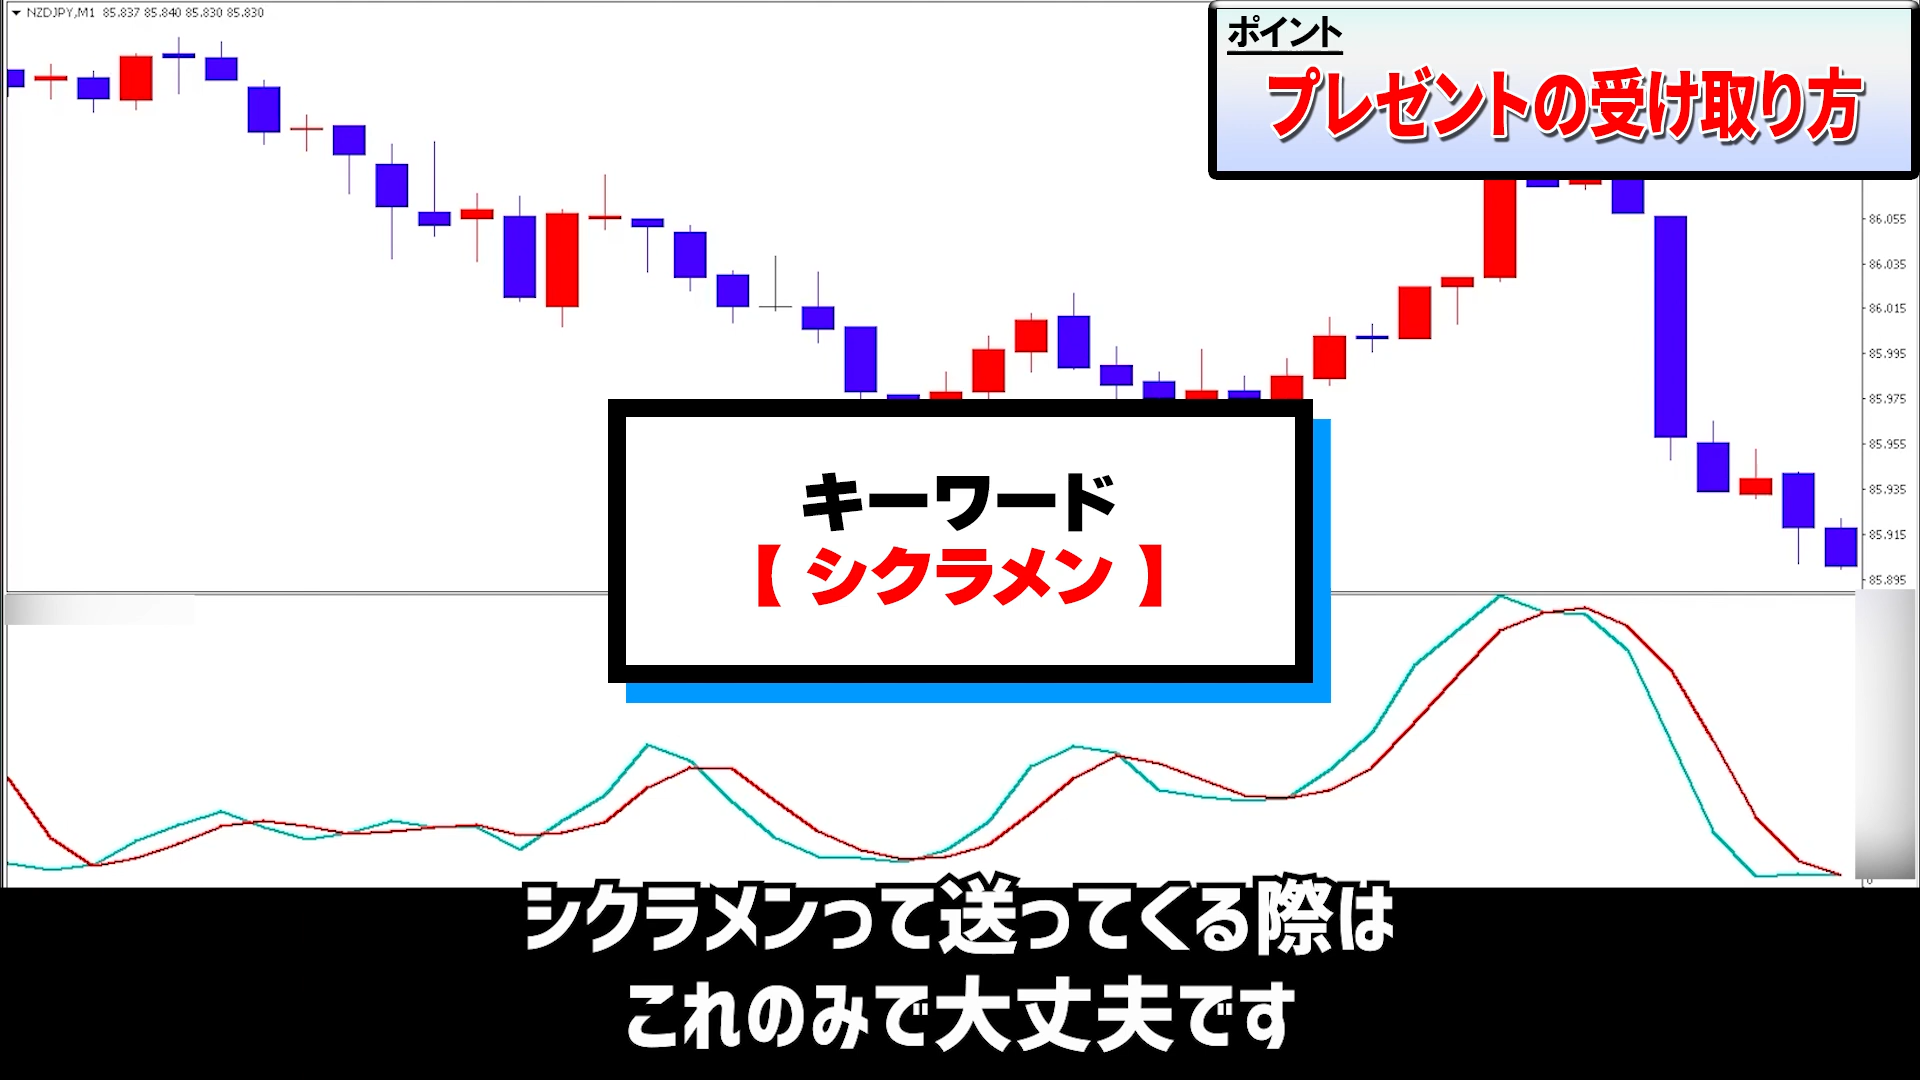 NZDJPY,M1 85.837 85.840 85.830 85.830
ポイント
プレゼントの受け取り方
86.055
86.035
86.015
85.995
85.975
85.955
85.935
85.915
85.895
キーワード
【 シクラメン 】
0
シクラメンって送ってくる際は
これのみで大丈夫です